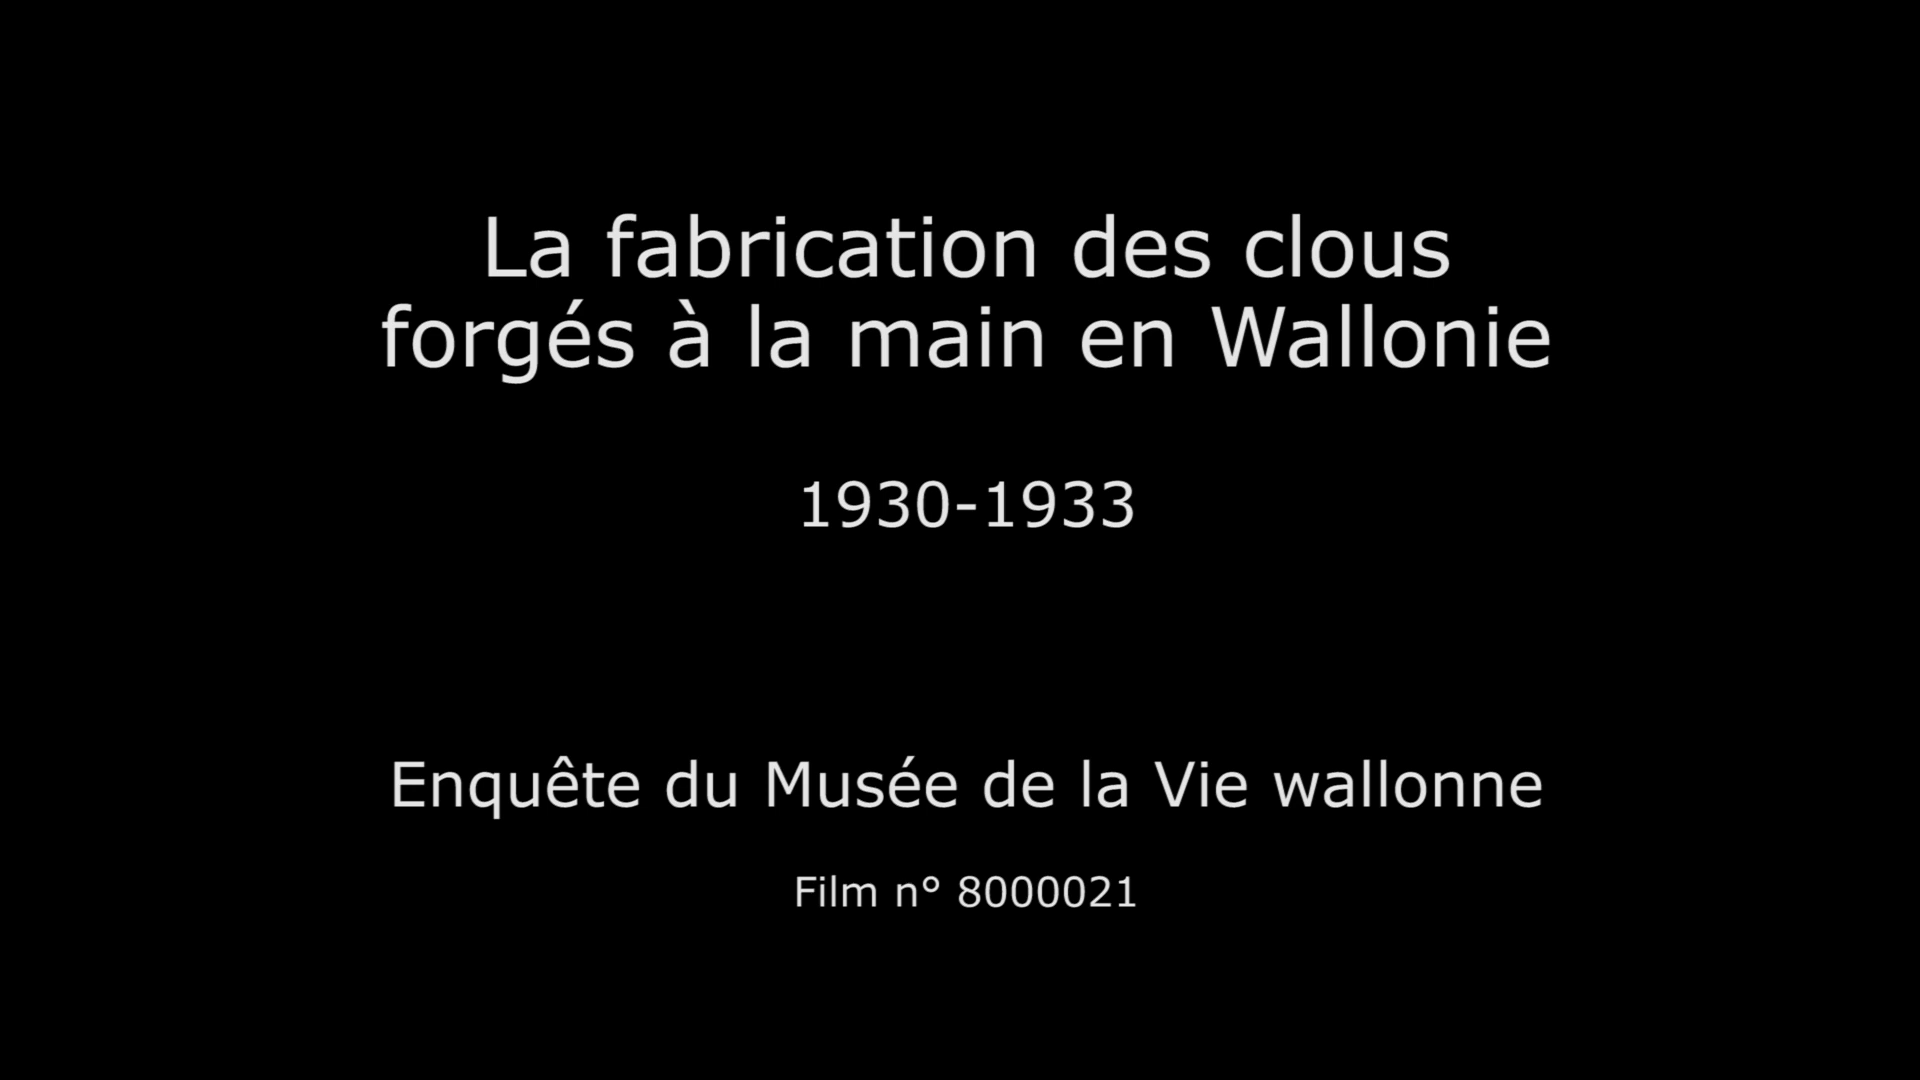 La fabrication des clous
forgés à la main en Wallonie
1930-1933
Enquête du Musée de la Vie wallonne
Film n° 8000021